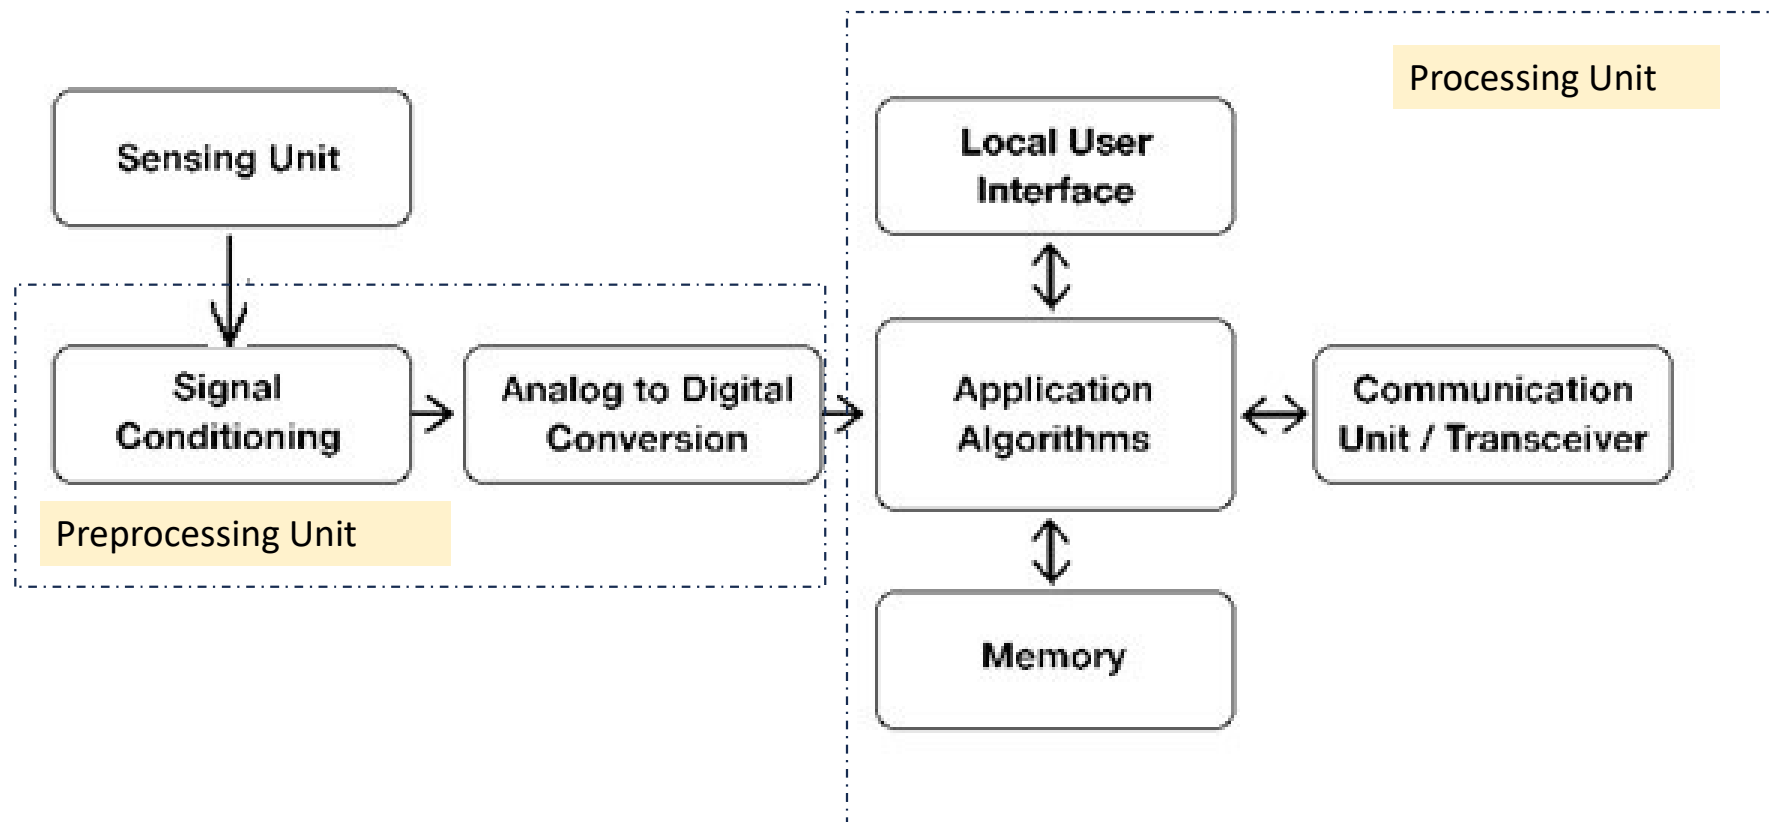 Processing Unit
Sensing Unit
Local User
Interface
Signal
Conditioning
Analog to Digital
Conversion
Application
Algorithms
Communication
Unit / Transceiver
Preprocessing Unit
Memory